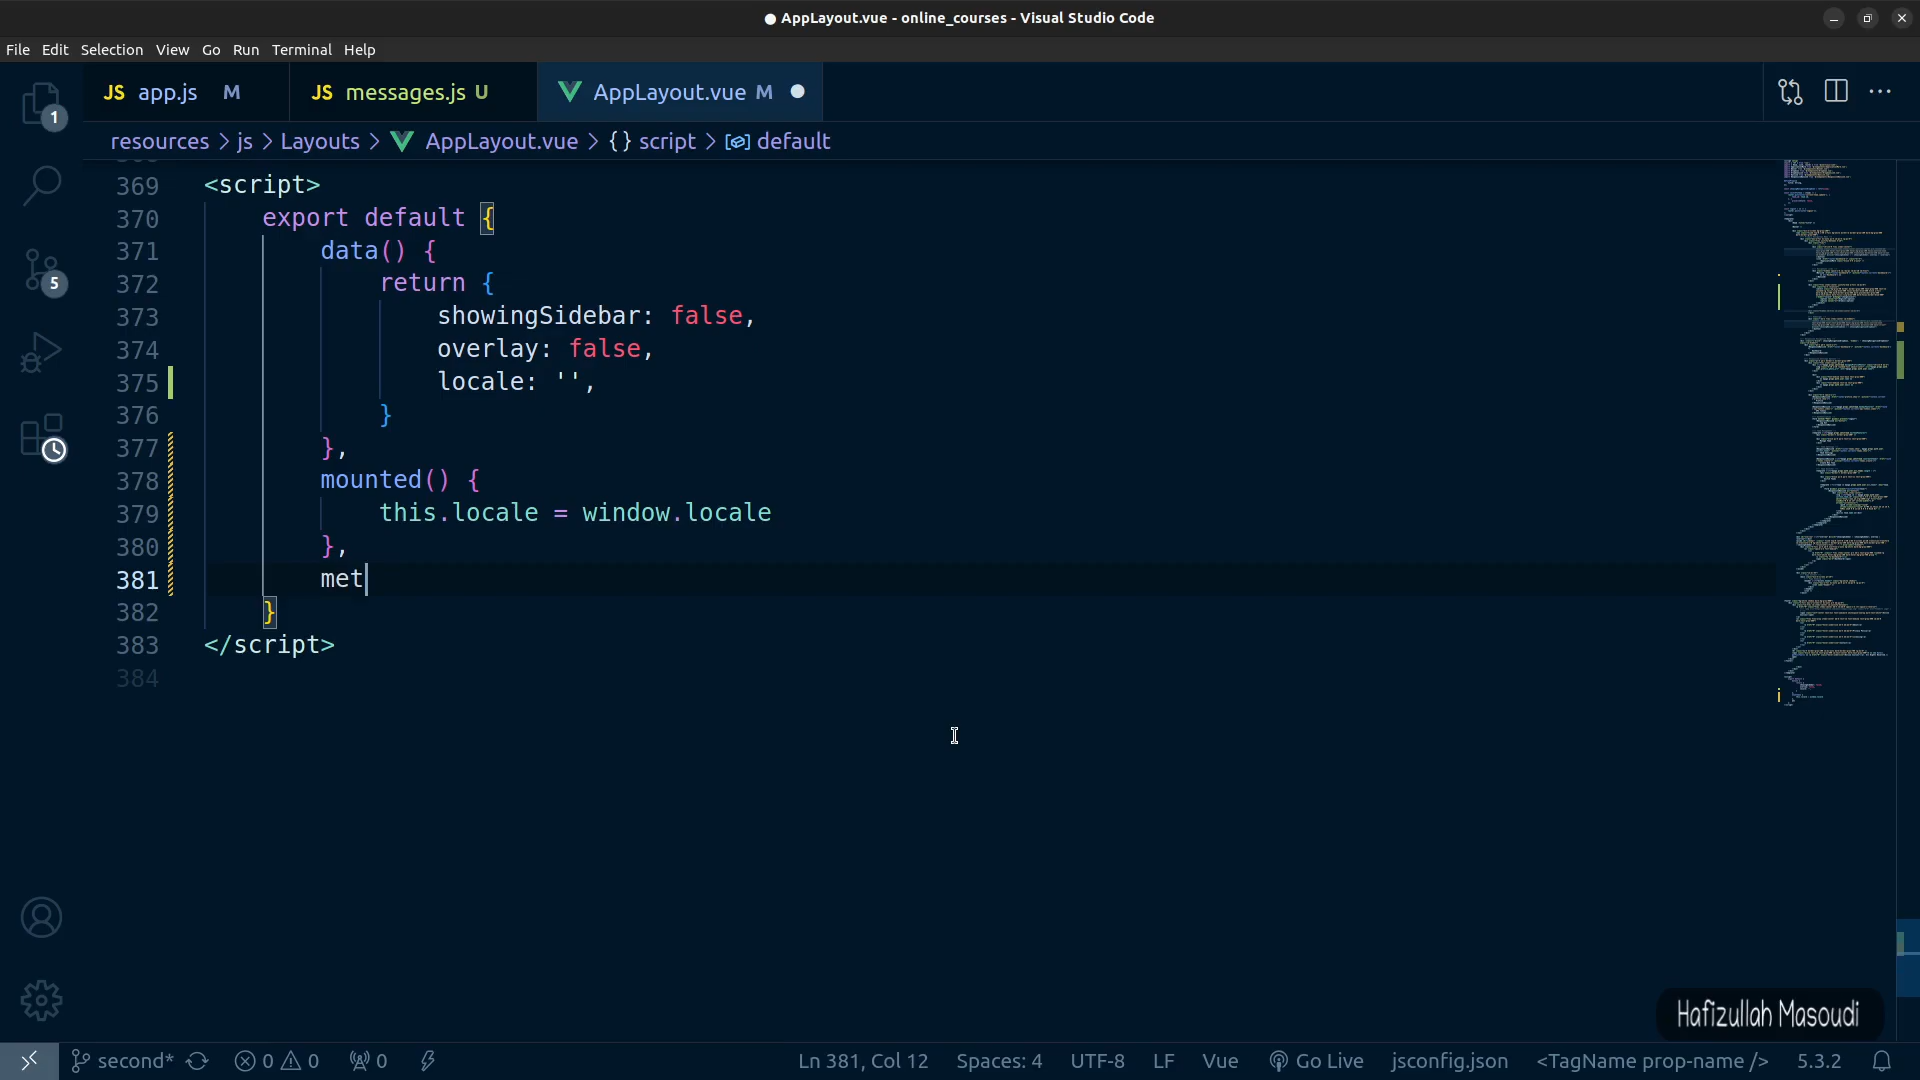 AppLayout.vue - online_courses - Visual Studio Code
File Edit Selection View Go Run Terminal Help
JS app.js M JS messages.js U AppLayout.vue M
1
resources > js > Layouts > AppLayout.vue > {} script > default
369 <script>
370 export default {
371 data() {
372 return {
373 showingSidebar: false,
374 overlay: false,
375 locale: '',
376 }
377 },
378 mounted() {
379 this.locale = window.locale
380 },
381 met
382 }
383 </script>
384
5
Hafizullah Masoudi
second* 0 0 0 Ln 381, Col 12 Spaces: 4 UTF-8 LF Vue Go Live jsconfig.json <TagName prop-name /> 5.3.2